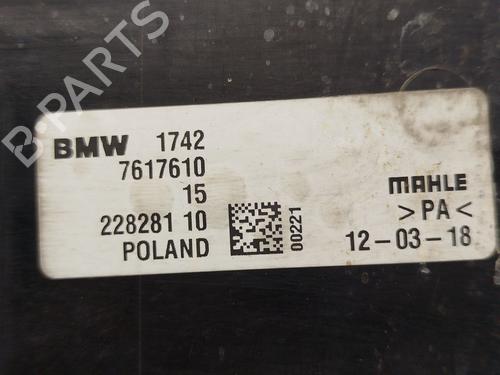 B-PARTS
BMW 1742
7617610
15
228281 10
POLAND
00221
MAHLE
>PA<
12-03-18